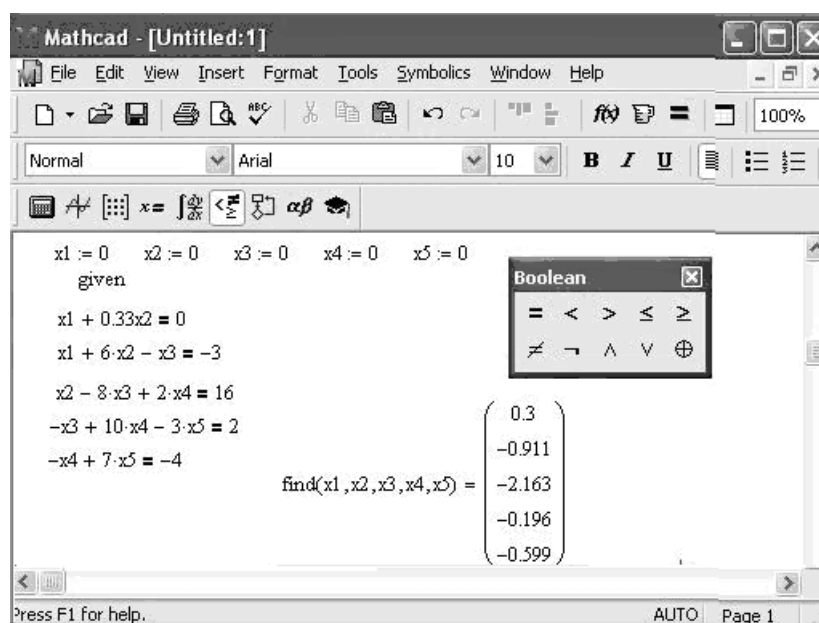 Mathcad - [Untitled:1]
File Edit View Insert Format Tools Symbolics Window Help
100%
Normal Arial 10 B I U
x= αβ
x1 := 0 x2 := 0 x3 := 0 x4 := 0 x5 := 0
given
x1 + 0.33x2 = 0
x1 + 6·x2 − x3 = −3
x2 − 8·x3 + 2·x4 = 16
−x3 + 10·x4 − 3·x5 = 2
−x4 + 7·x5 = −4
Boolean
= < > ≤ ≥
≠ ¬ ∧ ∨ ⊕
find(x1,x2,x3,x4,x5) =
0.3
−0.911
−2.163
−0.196
−0.599
Press F1 for help. AUTO Page 1